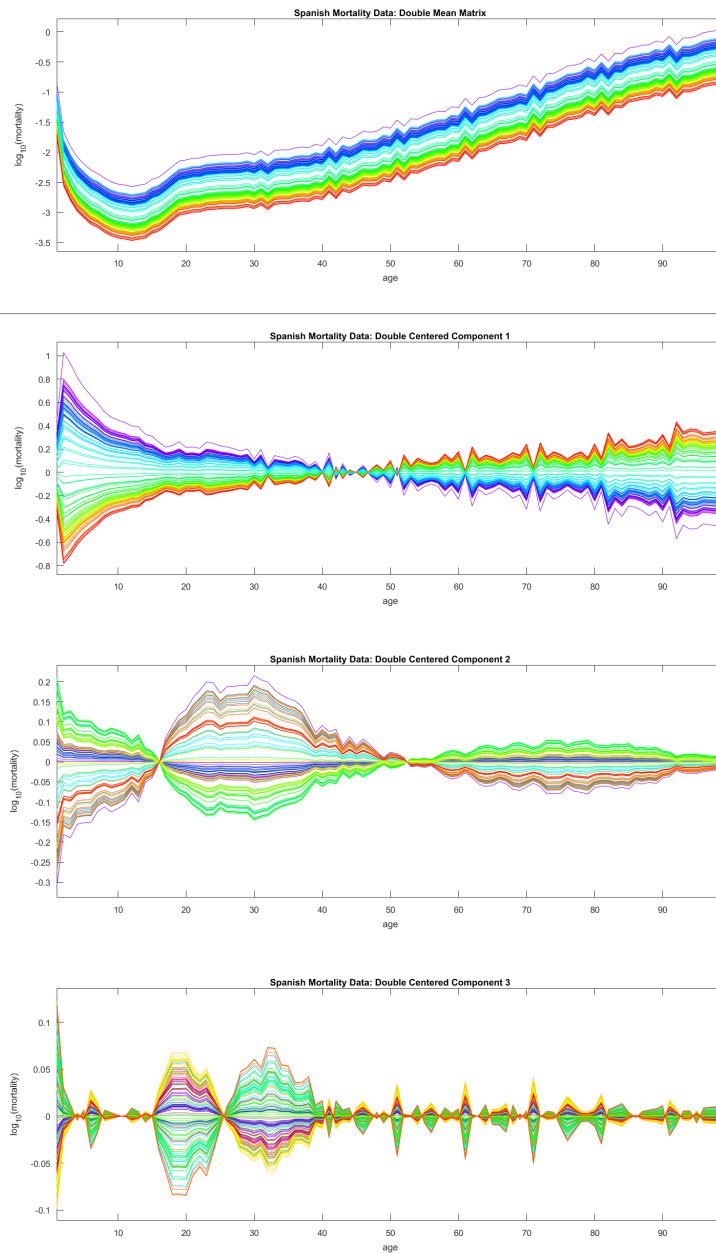 Spanish Mortality Data: Double Mean Matrix
0
-0.5
-1
-1.5
-2
-2.5
-3
-3.5
log10(mortality)
10 20 30 40 50 60 70 80 90
age
Spanish Mortality Data: Double Centered Component 1
1
0.8
0.6
0.4
0.2
0
-0.2
-0.4
-0.6
-0.8
log10(mortality)
10 20 30 40 50 60 70 80 90
age
Spanish Mortality Data: Double Centered Component 2
0.2
0.15
0.1
0.05
0
-0.05
-0.1
-0.15
-0.2
-0.25
-0.3
log10(mortality)
10 20 30 40 50 60 70 80 90
age
Spanish Mortality Data: Double Centered Component 3
0.1
0.05
0
-0.05
-0.1
log10(mortality)
10 20 30 40 50 60 70 80 90
age